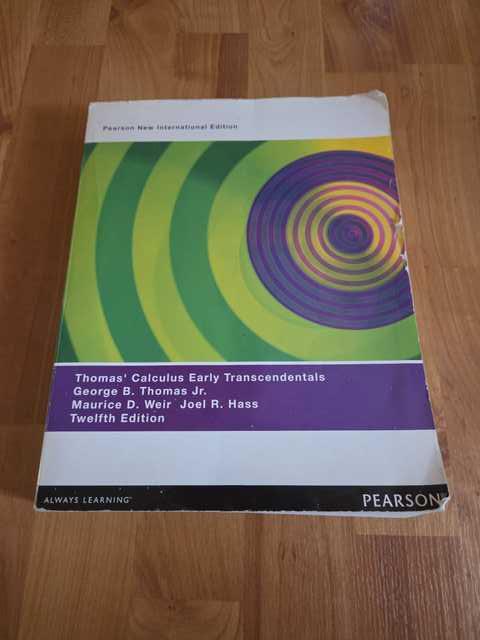 Pearson New International Edition
Thomas' Calculus Early Transcendentals
George B. Thomas Jr.
Maurice D. Weir Joel R. Hass
Twelfth Edition
ALWAYS LEARNING™
PEARSON